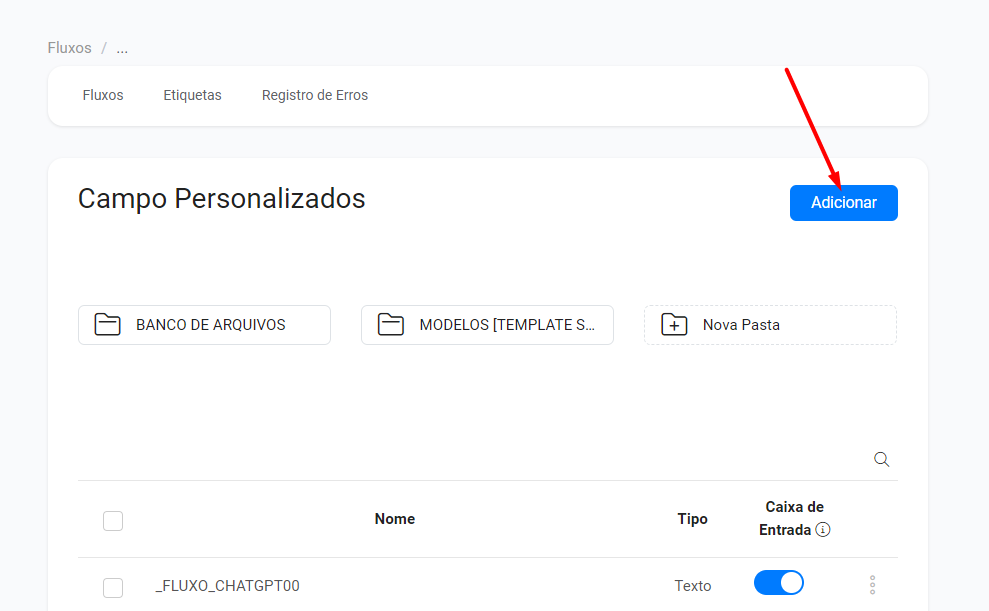 Fluxos / ...
Fluxos Etiquetas Registro de Erros
Campo Personalizados
Adicionar
BANCO DE ARQUIVOS MODELOS [TEMPLATE S... Nova Pasta
Nome Tipo Caixa de
Entrada
_FLUXO_CHATGPT00 Texto